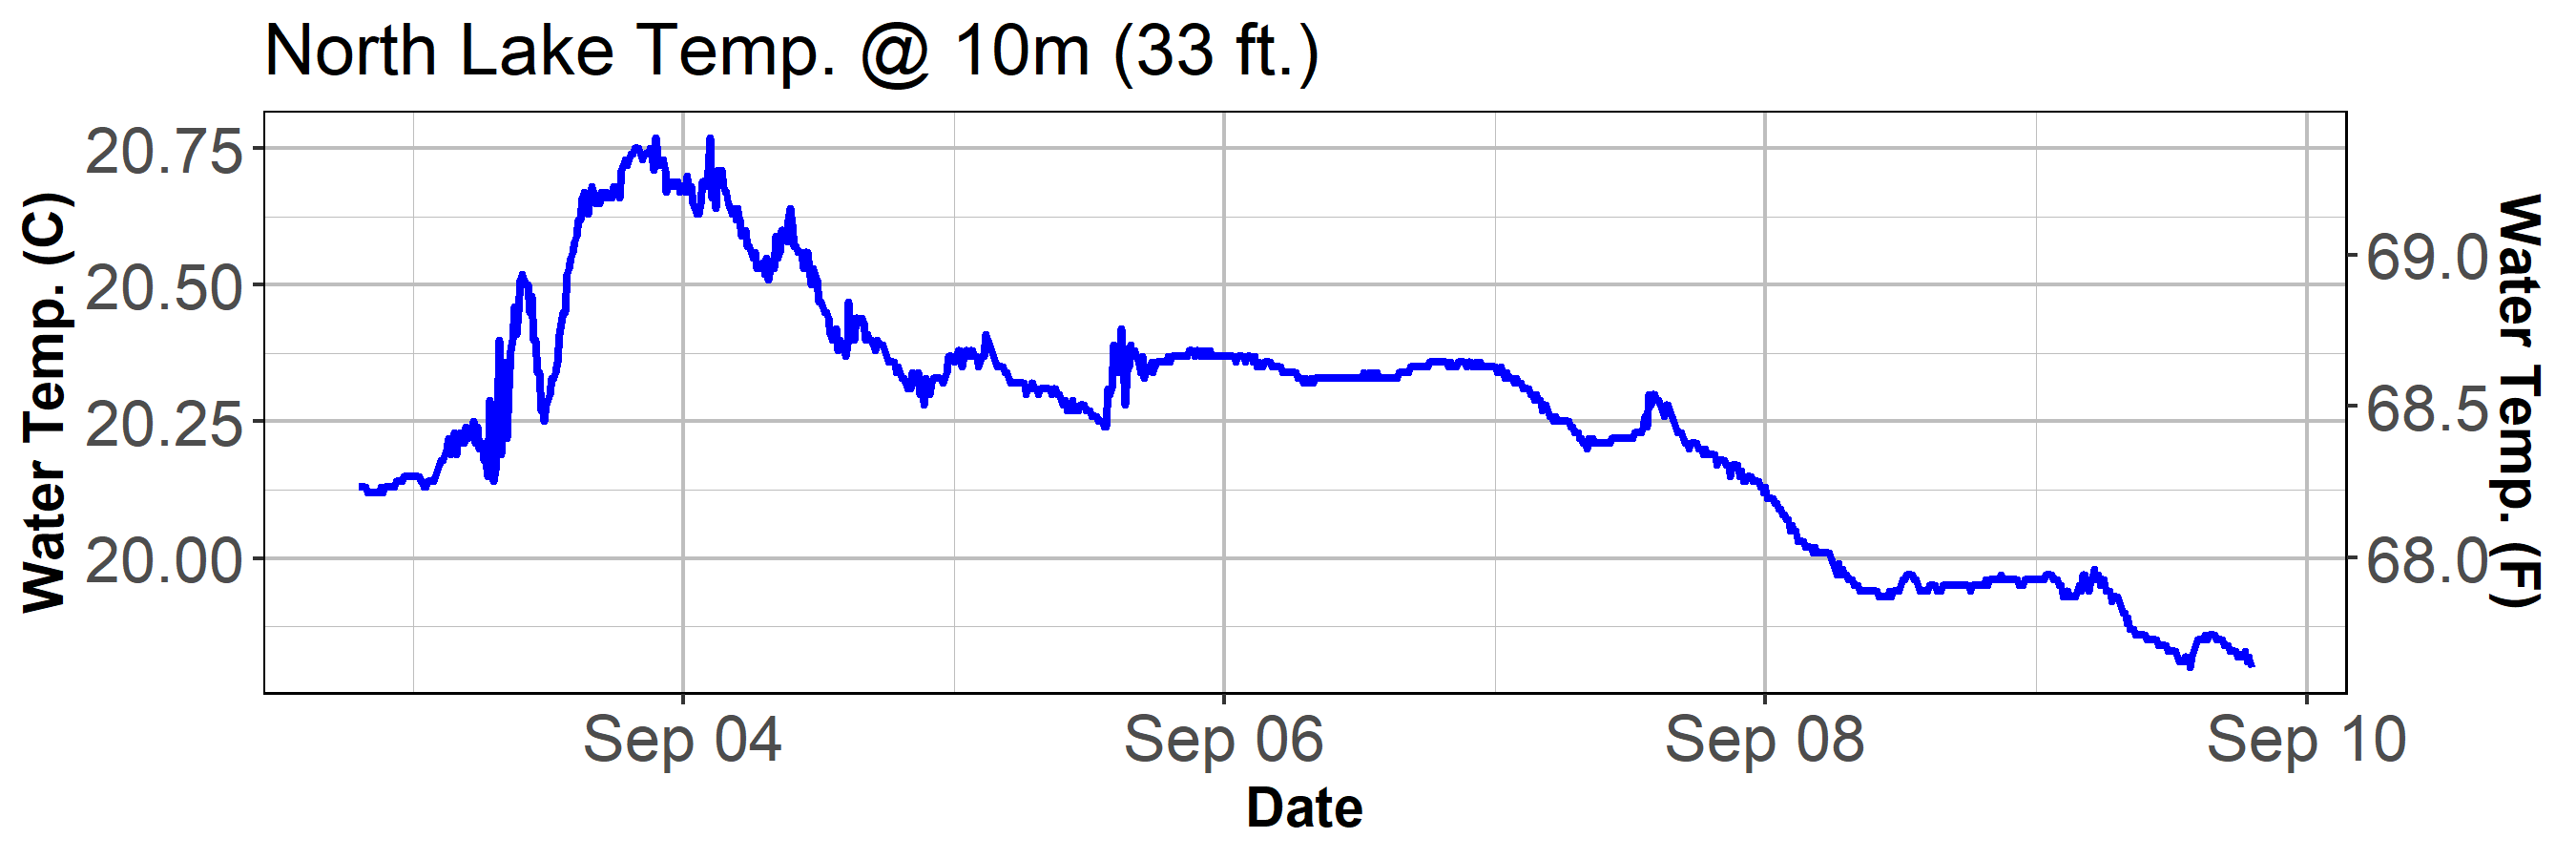 North Lake Temp. @ 10m (33 ft.)
Water Temp. (C)
20.75
20.50
20.25
20.00
69.0
68.5
68.0
Water Temp. (F)
Sep 04 Sep 06 Sep 08 Sep 10
Date